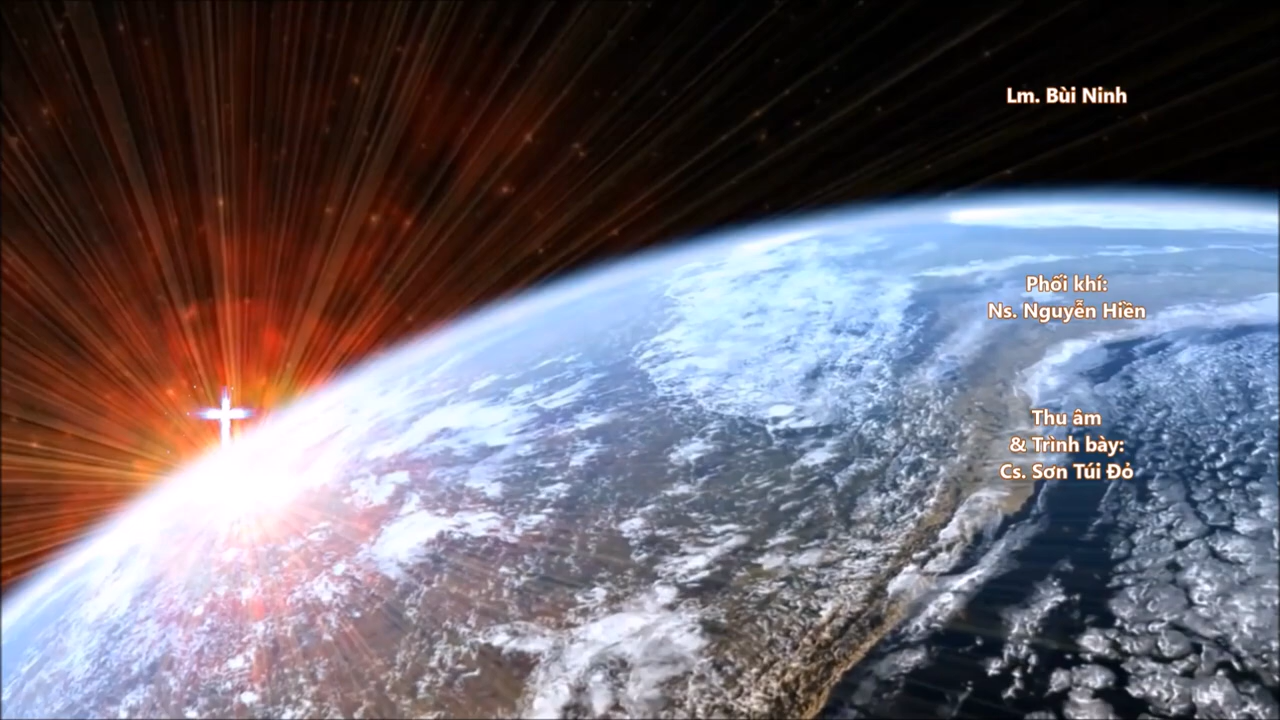 Lm. Bùi Ninh
Phối khí:
Ns. Nguyễn Hiền
Thu âm
& Trình bày:
Cs. Sơn Túi Đỏ